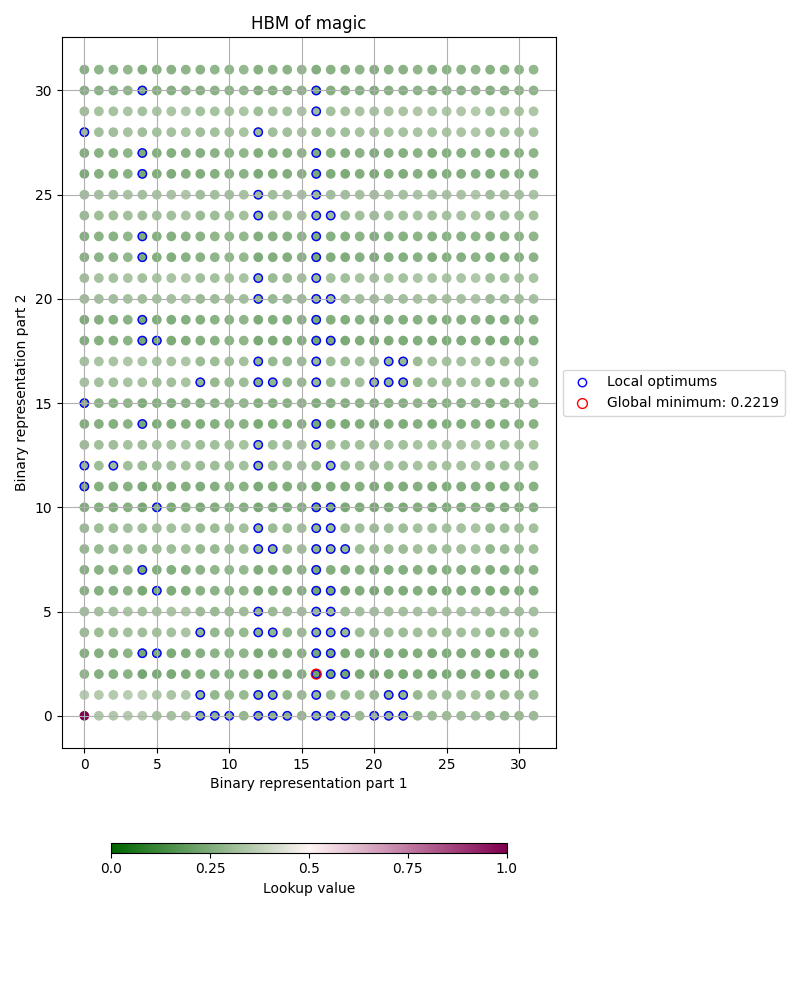 HBM of magic
30
25
20
15
10
5
0
Binary representation part 2
0 5 10 15 20 25 30
Binary representation part 1
Local optimums
Global minimum: 0.2219
0.0 0.25 0.5 0.75 1.0
Lookup value